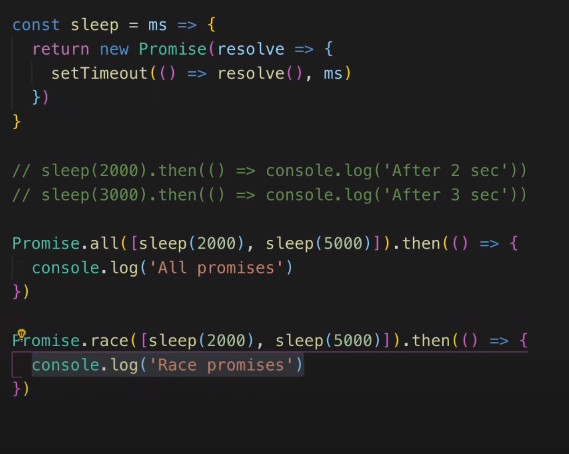 const sleep = ms => {
return new Promise(resolve => {
setTimeout(() => resolve(), ms)
})
}
// sleep(2000).then(() => console.log('After 2 sec'))
// sleep(3000).then(() => console.log('After 3 sec'))
Promise.all([sleep(2000), sleep(5000)]).then(() => {
console.log('All promises')
})
Promise.race([sleep(2000), sleep(5000)]).then(() => {
console.log('Race promises')
})